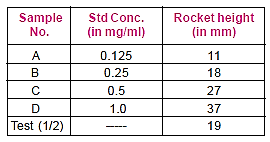 Sample No. Std Conc. (in mg/ml) Rocket height (in mm)
A 0.125 11
B 0.25 18
C 0.5 27
D 1.0 37
Test (1/2) ----- 19